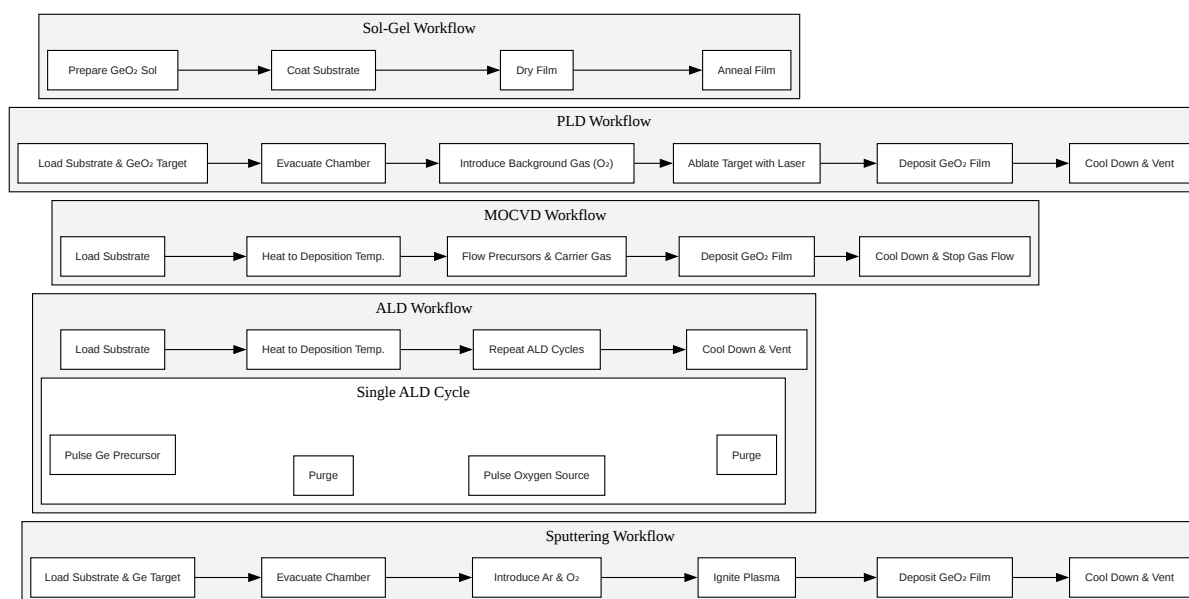 Sol-Gel Workflow
Prepare GeO₂ Sol
Coat Substrate
Dry Film
Anneal Film
PLD Workflow
Load Substrate & GeO₂ Target
Evacuate Chamber
Introduce Background Gas (O₂)
Ablate Target with Laser
Deposit GeO₂ Film
Cool Down & Vent
MOCVD Workflow
Load Substrate
Heat to Deposition Temp.
Flow Precursors & Carrier Gas
Deposit GeO₂ Film
Cool Down & Stop Gas Flow
ALD Workflow
Load Substrate
Heat to Deposition Temp.
Repeat ALD Cycles
Cool Down & Vent
Single ALD Cycle
Pulse Ge Precursor
Purge
Pulse Oxygen Source
Purge
Sputtering Workflow
Load Substrate & Ge Target
Evacuate Chamber
Introduce Ar & O₂
Ignite Plasma
Deposit GeO₂ Film
Cool Down & Vent